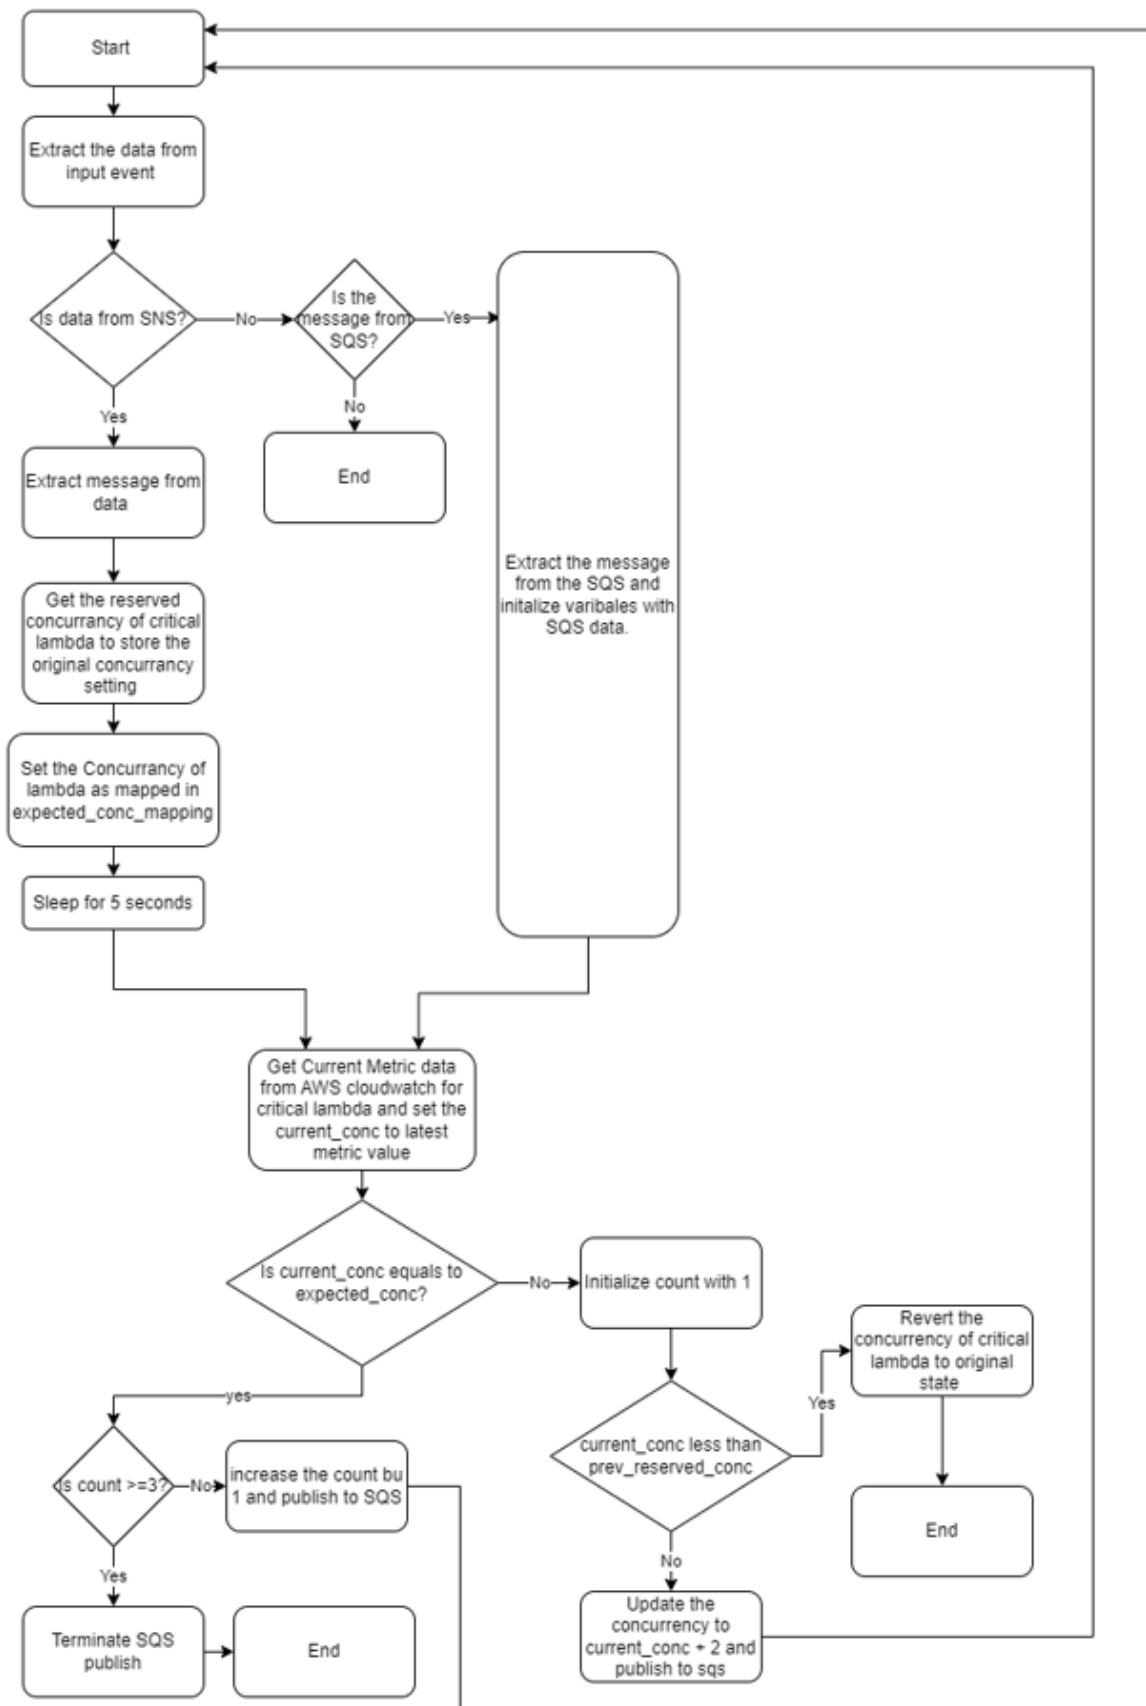 Start
Extract the data from
input event
Is data from SNS?
No
Is the
message from
SQS?
Yes
No
End
Yes
Extract message from
data
Get the reserved
concurrancy of critical
lambda to store the
original concurrancy
setting
Set the Concurrancy of
lambda as mapped in
expected_conc_mapping
Sleep for 5 seconds
Extract the message
from the SQS and
initalize varibales with
SQS data.
Get Current Metric data
from AWS cloudwatch for
critical lambda and set the
current_conc to latest
metric value
Is current_conc equals to
expected_conc?
No
Initialize count with 1
Revert the
concurrency of critical
lambda to original
state
Yes
current_conc less than
prev_reserved_conc
End
No
Update the
concurrency to
current_conc + 2 and
publish to sqs
yes
Is count >=3?
No
increase the count bu
1 and publish to SQS
Yes
Terminate SQS
publish
End